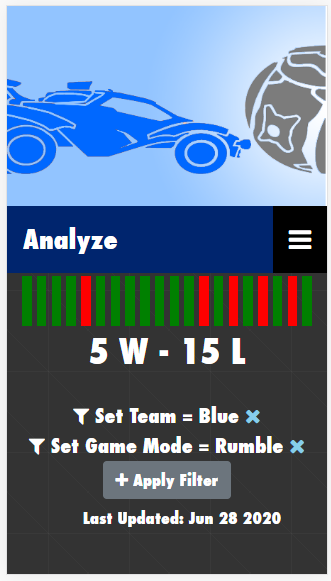 Analyze
5 W - 15 L
Set Team = Blue
Set Game Mode = Rumble
+ Apply Filter
Last Updated: Jun 28 2020